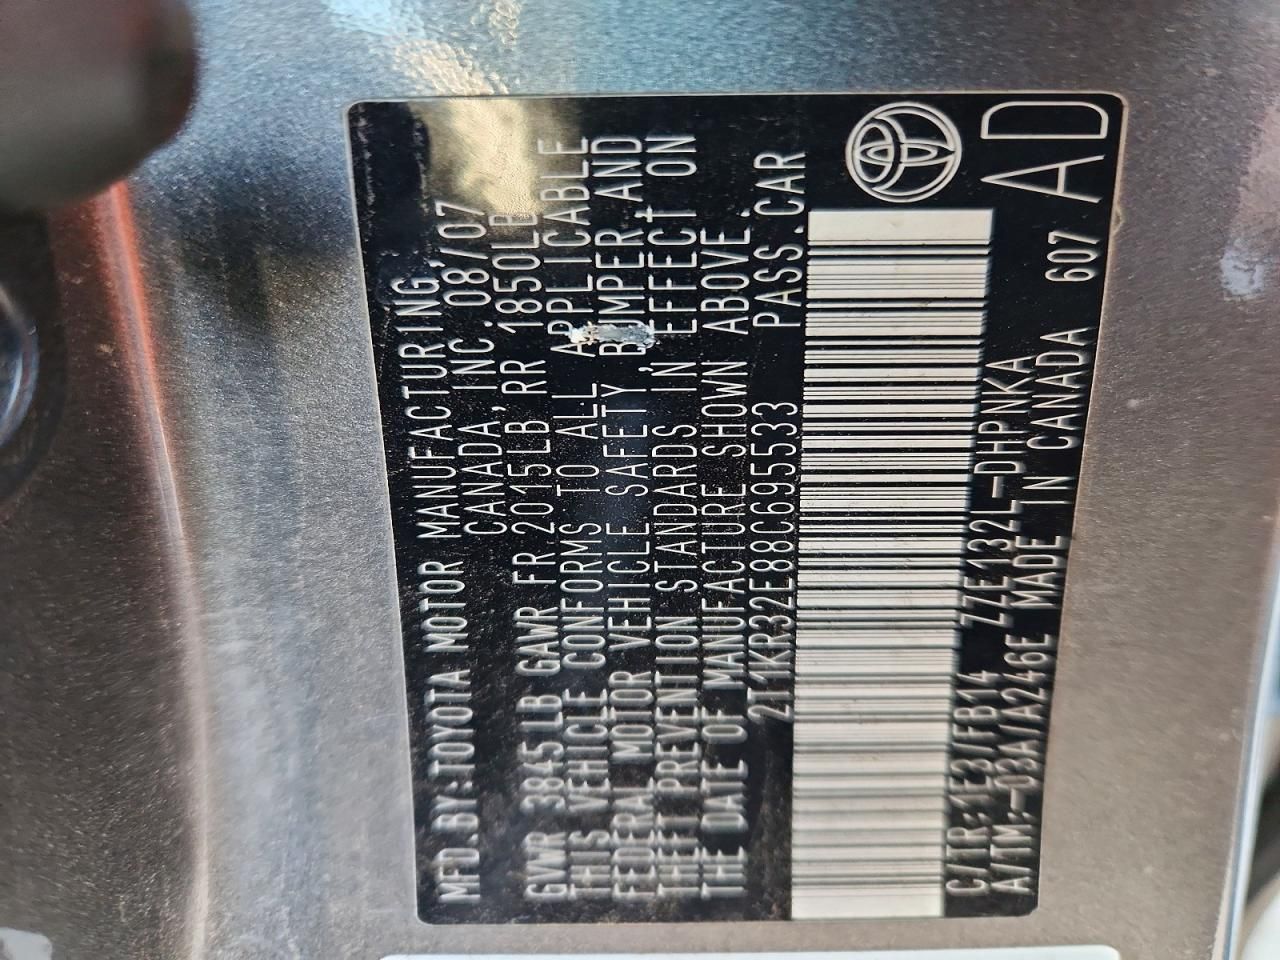 MFD.BY:TOYOTA MOTOR MANUFACTURING,
CANADA, INC. 08/07
GVWR 3845LB GAWR FR 2015LB, RR 1850LB
THIS VEHICLE CONFORMS TO ALL APPLICABLE
FEDERAL MOTOR VEHICLE SAFETY, BUMPER, AND
THEFT PREVENTION STANDARDS IN EFFECT ON
THE DATE OF MANUFACTURE SHOWN ABOVE.
2T1KR32E88C695533 PASS.CAR
C/TR:1E3/FB14 ZZE132L-DHPNKA
A/TM:-03A/A246E MADE IN CANADA 607
AD